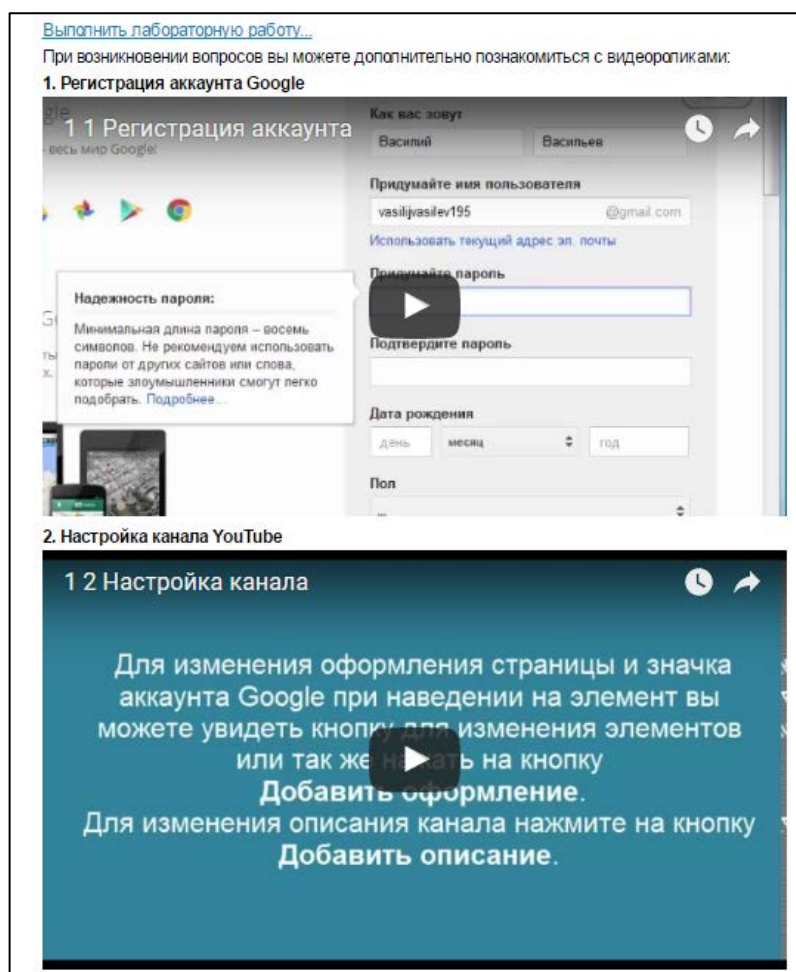 Выполнить лабораторную работу...
При возникновении вопросов вы можете дополнительно познакомиться с видеороликами:
1. Регистрация аккаунта Google
1 1 Регистрация аккаунта
весь мир Google!
Как вас зовут
Василий Васильев
Придумайте имя пользователя
vasilijvasilev195 @gmail.com
Использовать текущий адрес эл. почты
Придумайте пароль
Надежность пароля:
Минимальная длина пароля – восемь
символов. Не рекомендуем использовать
пароли от других сайтов или слова,
которые злоумышленники смогут легко
подобрать. Подробнее...
Подтвердите пароль
Дата рождения
день месяц год
Пол
...
2. Настройка канала YouTube
1 2 Настройка канала
Для изменения оформления страницы и значка
аккаунта Google при наведении на элемент вы
можете увидеть кнопку для изменения элементов
или так же нажать на кнопку
Добавить оформление.
Для изменения описания канала нажмите на кнопку
Добавить описание.